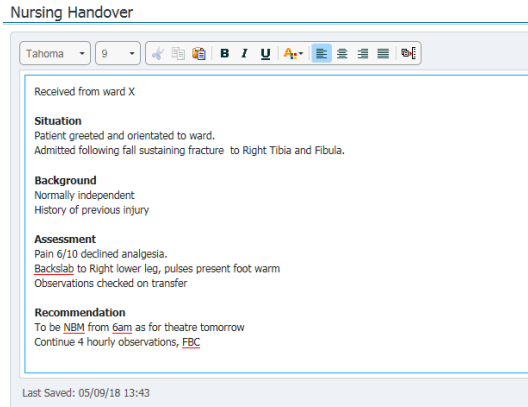 Nursing Handover
Tahoma 9 B I U A
Received from ward X
Situation
Patient greeted and orientated to ward.
Admitted following fall sustaining fracture to Right Tibia and Fibula.
Background
Normally independent
History of previous injury
Assessment
Pain 6/10 declined analgesia.
Backslab to Right lower leg, pulses present foot warm
Observations checked on transfer
Recommendation
To be NBM from 6am as for theatre tomorrow
Continue 4 hourly observations, FBC
Last Saved: 05/09/18 13:43